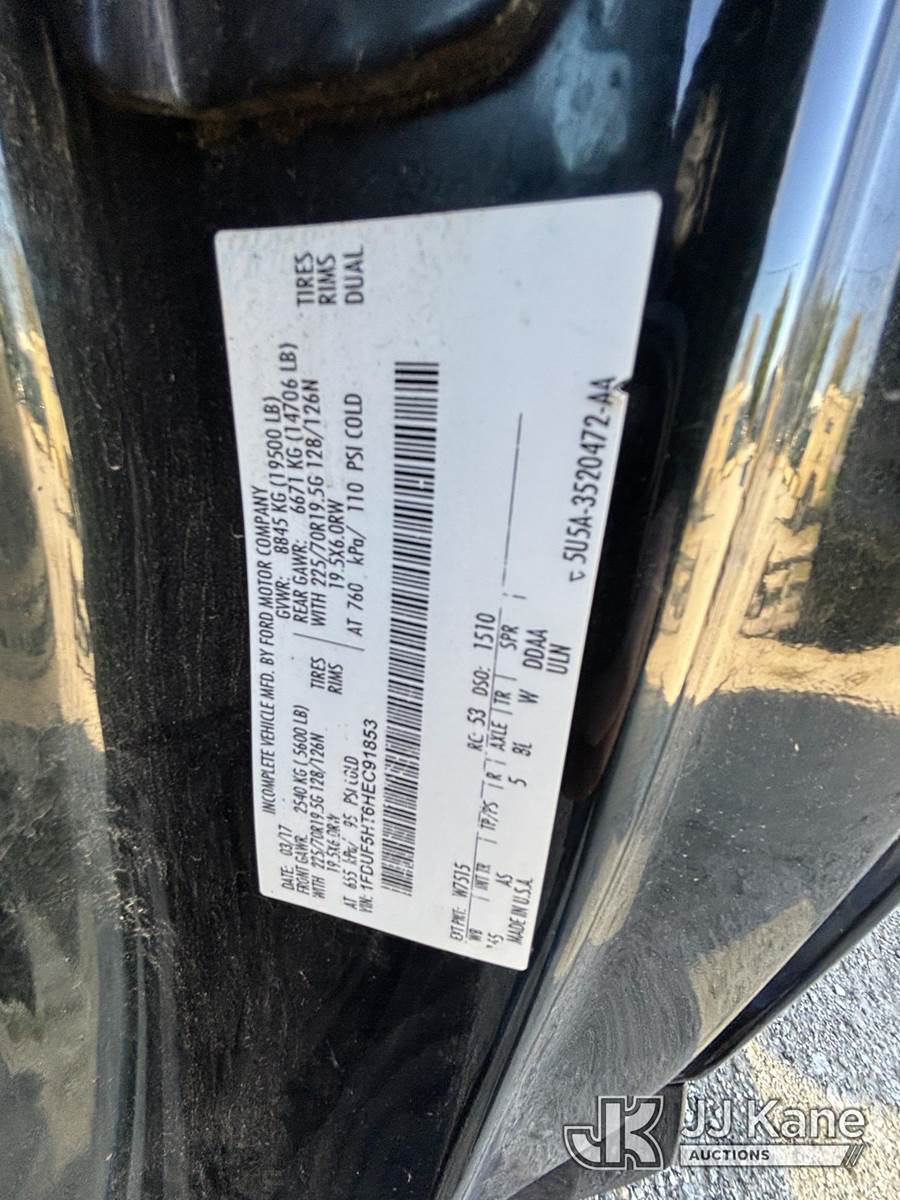 INCOMPLETE VEHICLE MFD. BY FORD MOTOR COMPANY
DATE: 03/17 GVWR: 8845 KG (19500 LB)
FRONT GAWR: 2540 KG ( 5600 LB) REAR GAWR: 6671 KG (14706 LB)
WITH 225/70R19.5G 128/126N TIRES WITH 225/70R19.5G 128/126N TIRES
19.5X6.0RW RIMS 19.5X6.0RW RIMS
AT 655 kPa/ 95 PSI COLD AT 760 kPa/ 110 PSI COLD DUAL
VIN: 1FDUF5HT6HEC91853
EXT PNT: W7515 RC: 53 DSO: 1510
WB INT TR TP/PS R AXLE TR SPR
145 AS 5 BL W DDAA
MADE IN U.S.A. ULN
5U5A-3520472-AA
JK JJ Kane
AUCTIONS